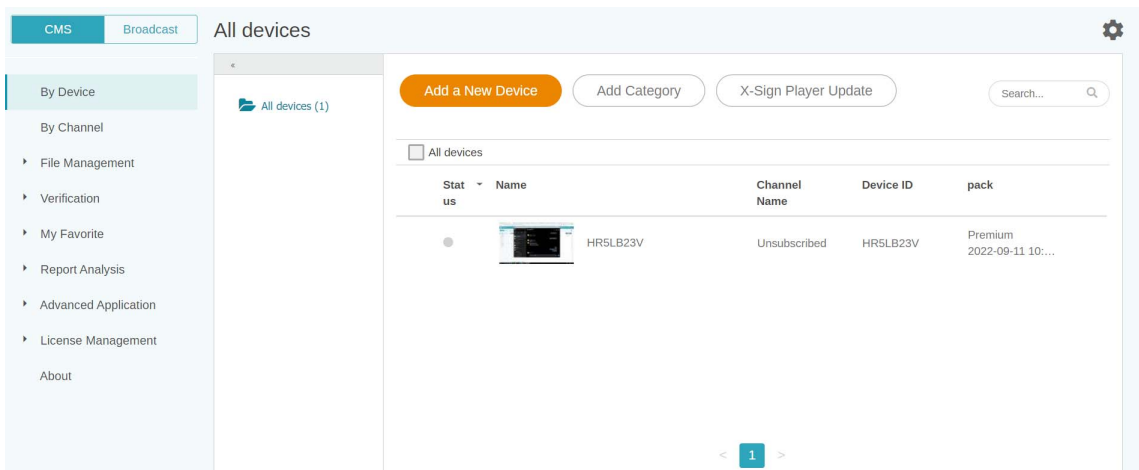 CMS
Broadcast
All devices
«
By Device
By Channel
File Management
Verification
My Favorite
Report Analysis
Advanced Application
License Management
About
All devices (1)
Add a New Device
Add Category
X-Sign Player Update
Search...
All devices
Stat
us
Name
Channel
Name
Device ID
pack
HR5LB23V
Unsubscribed
HR5LB23V
Premium
2022-09-11 10:...
< 1 >